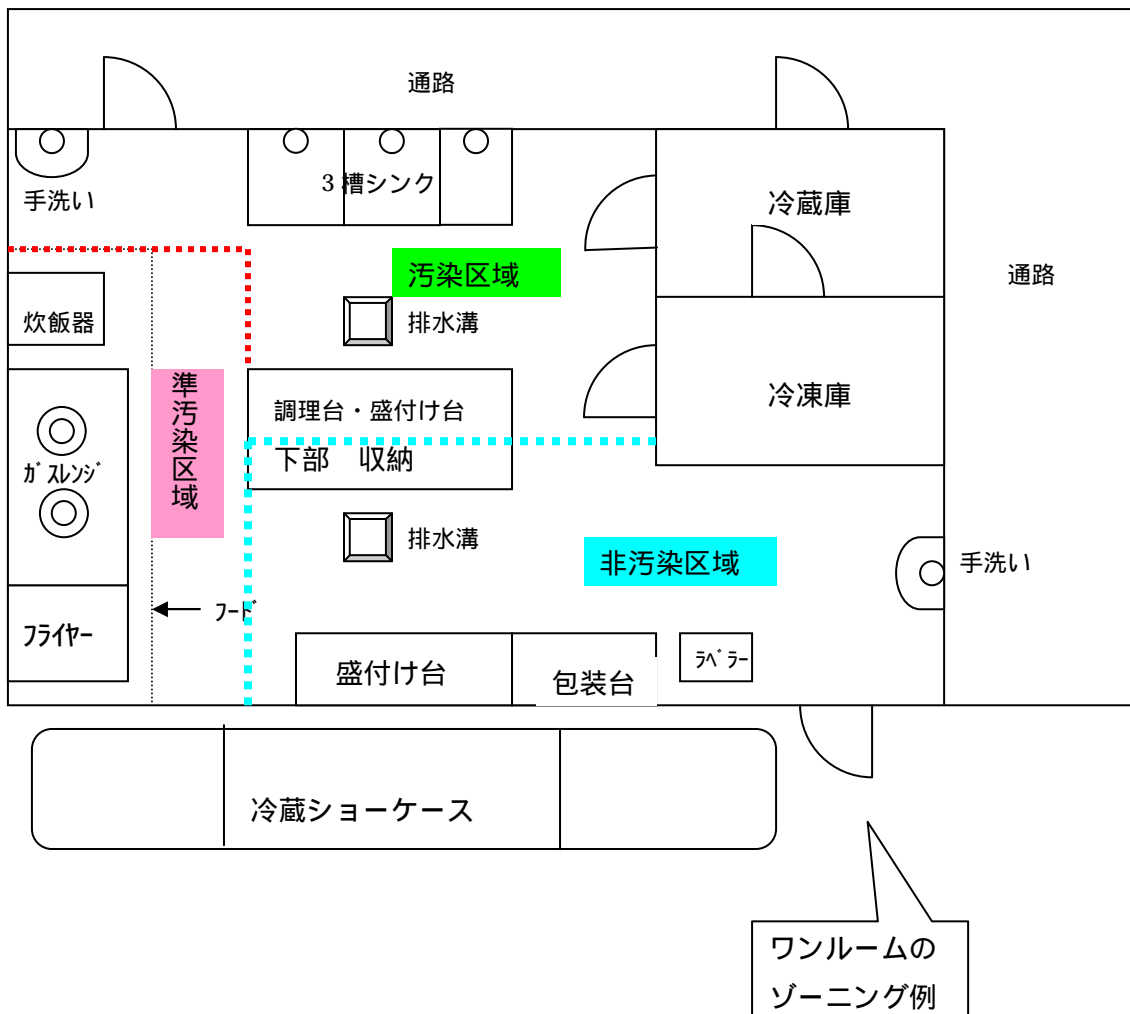 通路
手洗い
3槽シンク
冷蔵庫
汚染区域
通路
炊飯器
排水溝
準汚染区域
冷凍庫
調理台・盛付け台
下部 収納
ガスレンジ
排水溝
非汚染区域
手洗い
フード
フライヤー
盛付け台
包装台
ラベラー
冷蔵ショーケース
ワンルームの
ゾーニング例